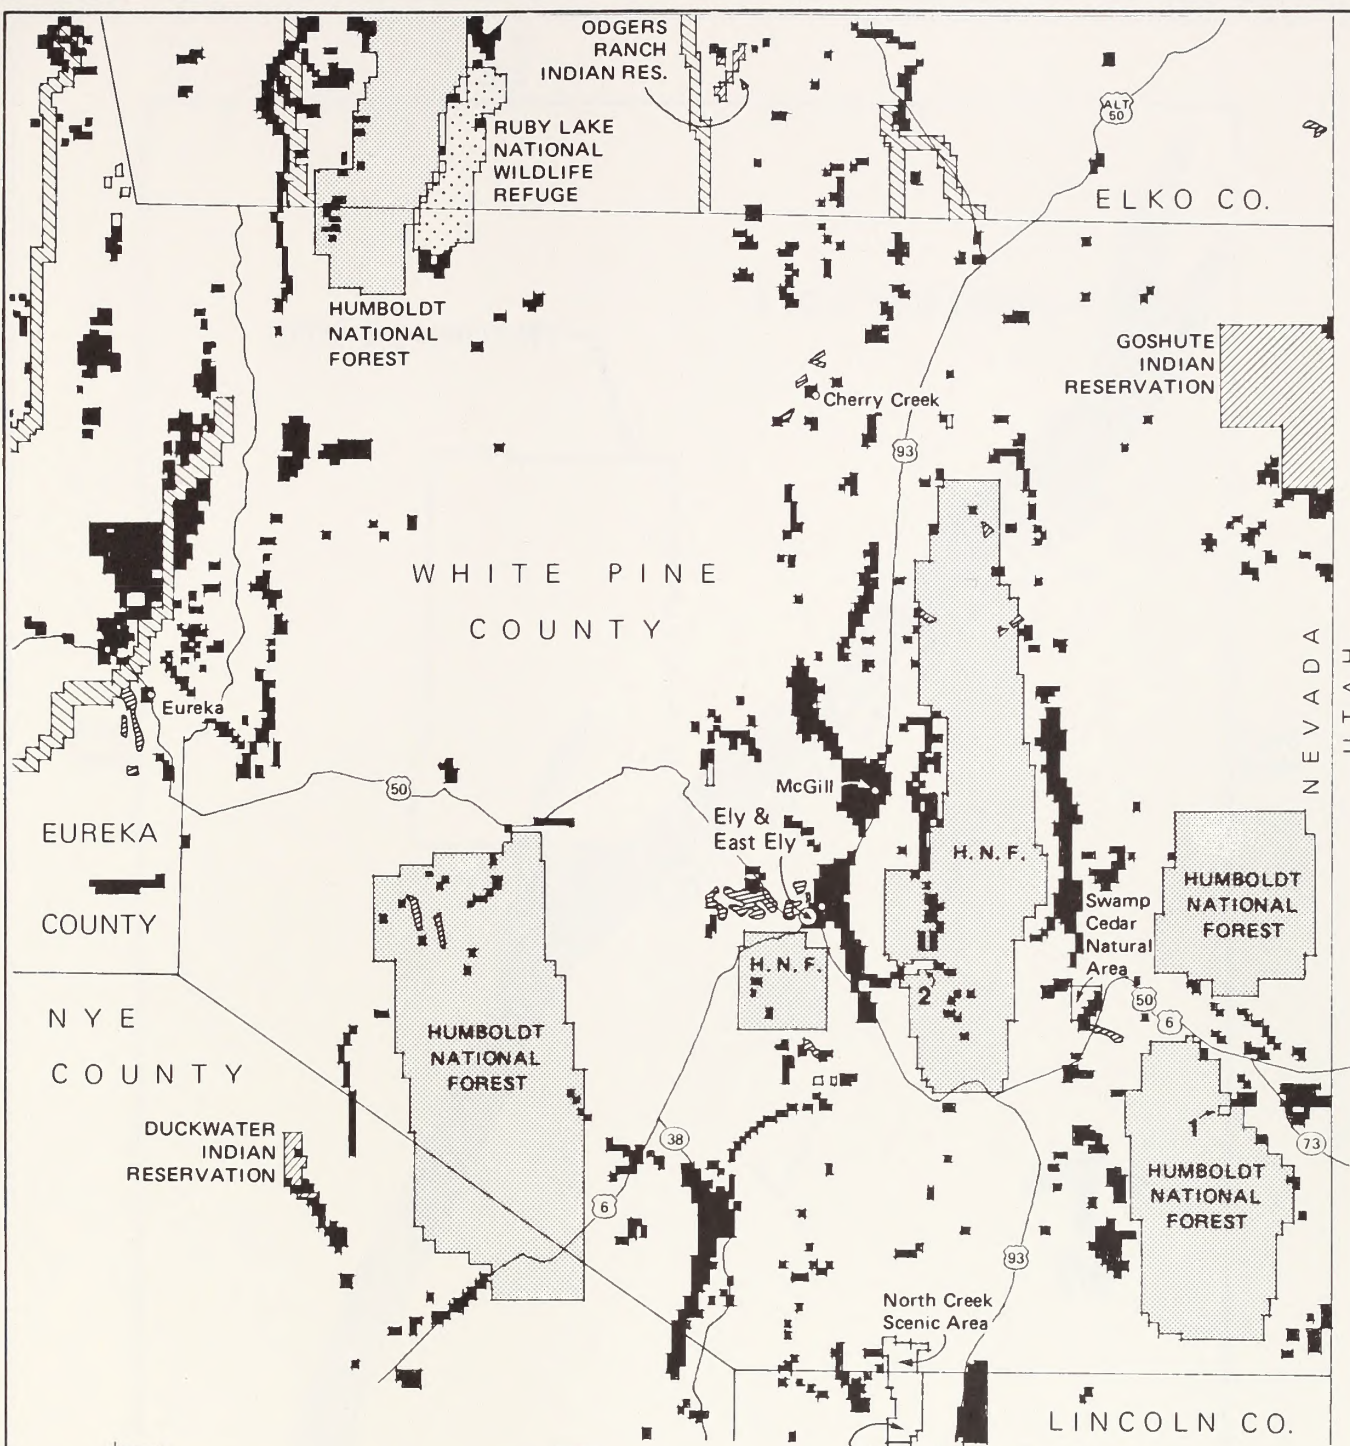 ODGERS
RANCH
INDIAN RES.
ALT
50
RUBY LAKE
NATIONAL
WILDLIFE
REFUGE
ELKO CO.
HUMBOLDT
NATIONAL
FOREST
GOSHUTE
INDIAN
RESERVATION
Cherry Creek
93
WHITE PINE
COUNTY
NEVADA
UTAH
Eureka
McGill
50
Ely &
East Ely
EUREKA
COUNTY
H.N.F.
HUMBOLDT
NATIONAL
FOREST
Swamp
Cedar
Natural
Area
H.N.F.
2
50
6
NYE
COUNTY
HUMBOLDT
NATIONAL
FOREST
DUCKWATER
INDIAN
RESERVATION
38
1
73
HUMBOLDT
NATIONAL
FOREST
6
93
North Creek
Scenic Area
LINCOLN CO.